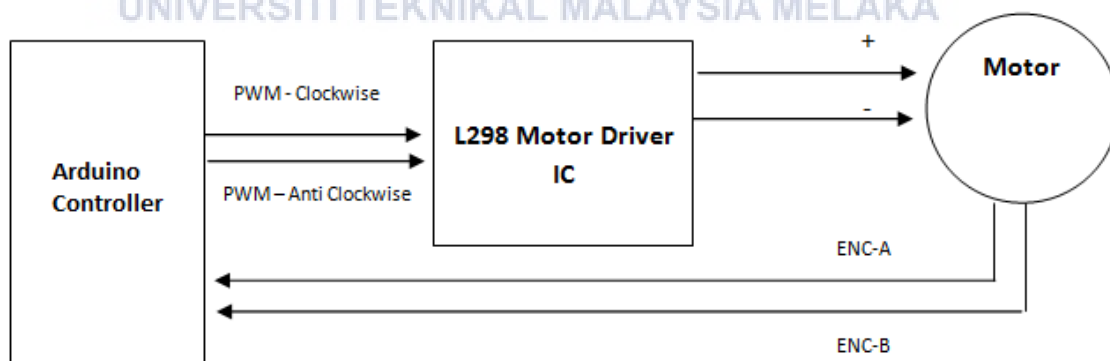 UNIVERSITI TEKNIKAL MALAYSIA MELAKA
+
Motor
PWM - Clockwise
-
L298 Motor Driver
IC
Arduino
Controller
PWM – Anti Clockwise
ENC-A
ENC-B